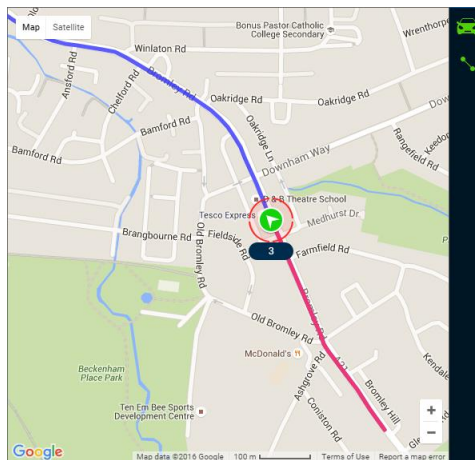 Map
Satellite
Bonus Pastor Catholic
College Secondary
Wrenthorpe
Winlaton Rd
Bromley Rd
Ansford Rd
Chelford Rd
Oakridge Rd
Oakridge Rd
Oakridge Ln
Bamford Rd
Bamford Rd
Downham Way
Rangefield Rd
D & B Theatre School
Tesco Express
Medhurst Dr.
Brangbourne Rd
Old Bromley Rd
Fieldside Rd
3
Farmfield Rd
Bromley Rd
Old Bromley Rd
McDonald's
A21
Ashgrove Rd
Beckenham
Place Park
Bromley Hill
Coniston Rd
Ten Em Bee Sports
Development Centre
+
−
Google
Map data ©2016 Google
100 m
Terms of Use
Report a map error